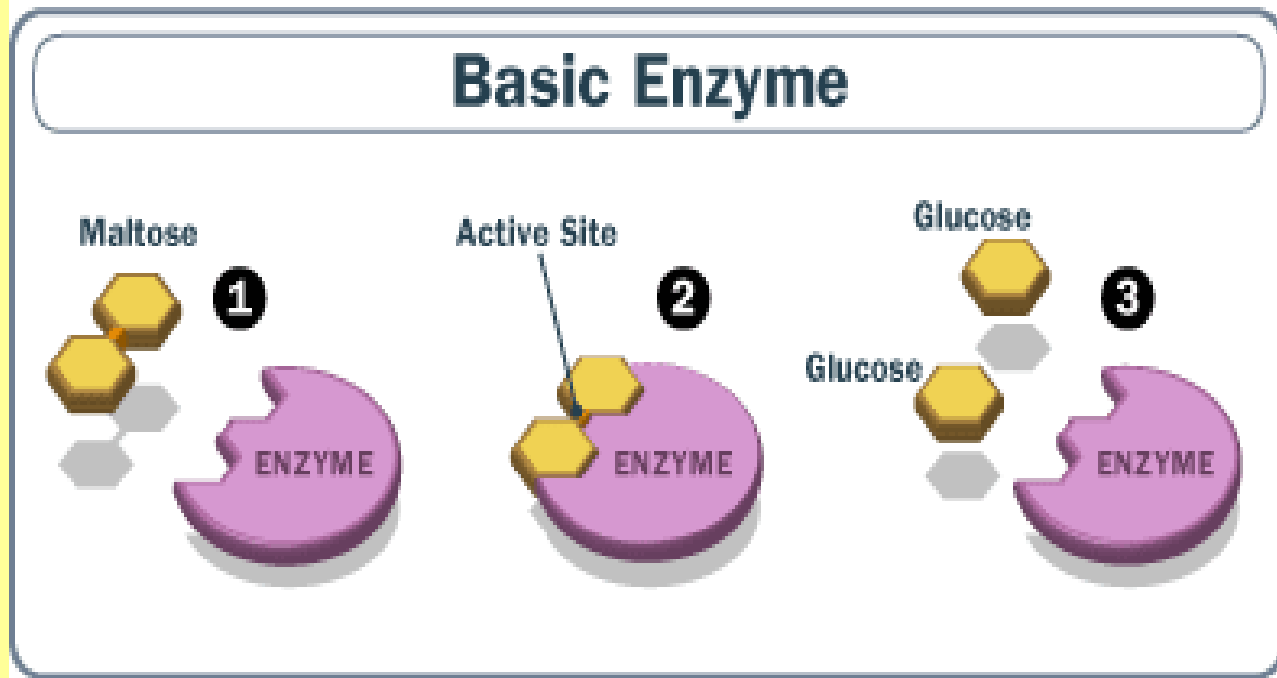 Basic Enzyme
Maltose
1
ENZYME
Active Site
2
ENZYME
Glucose
3
Glucose
ENZYME